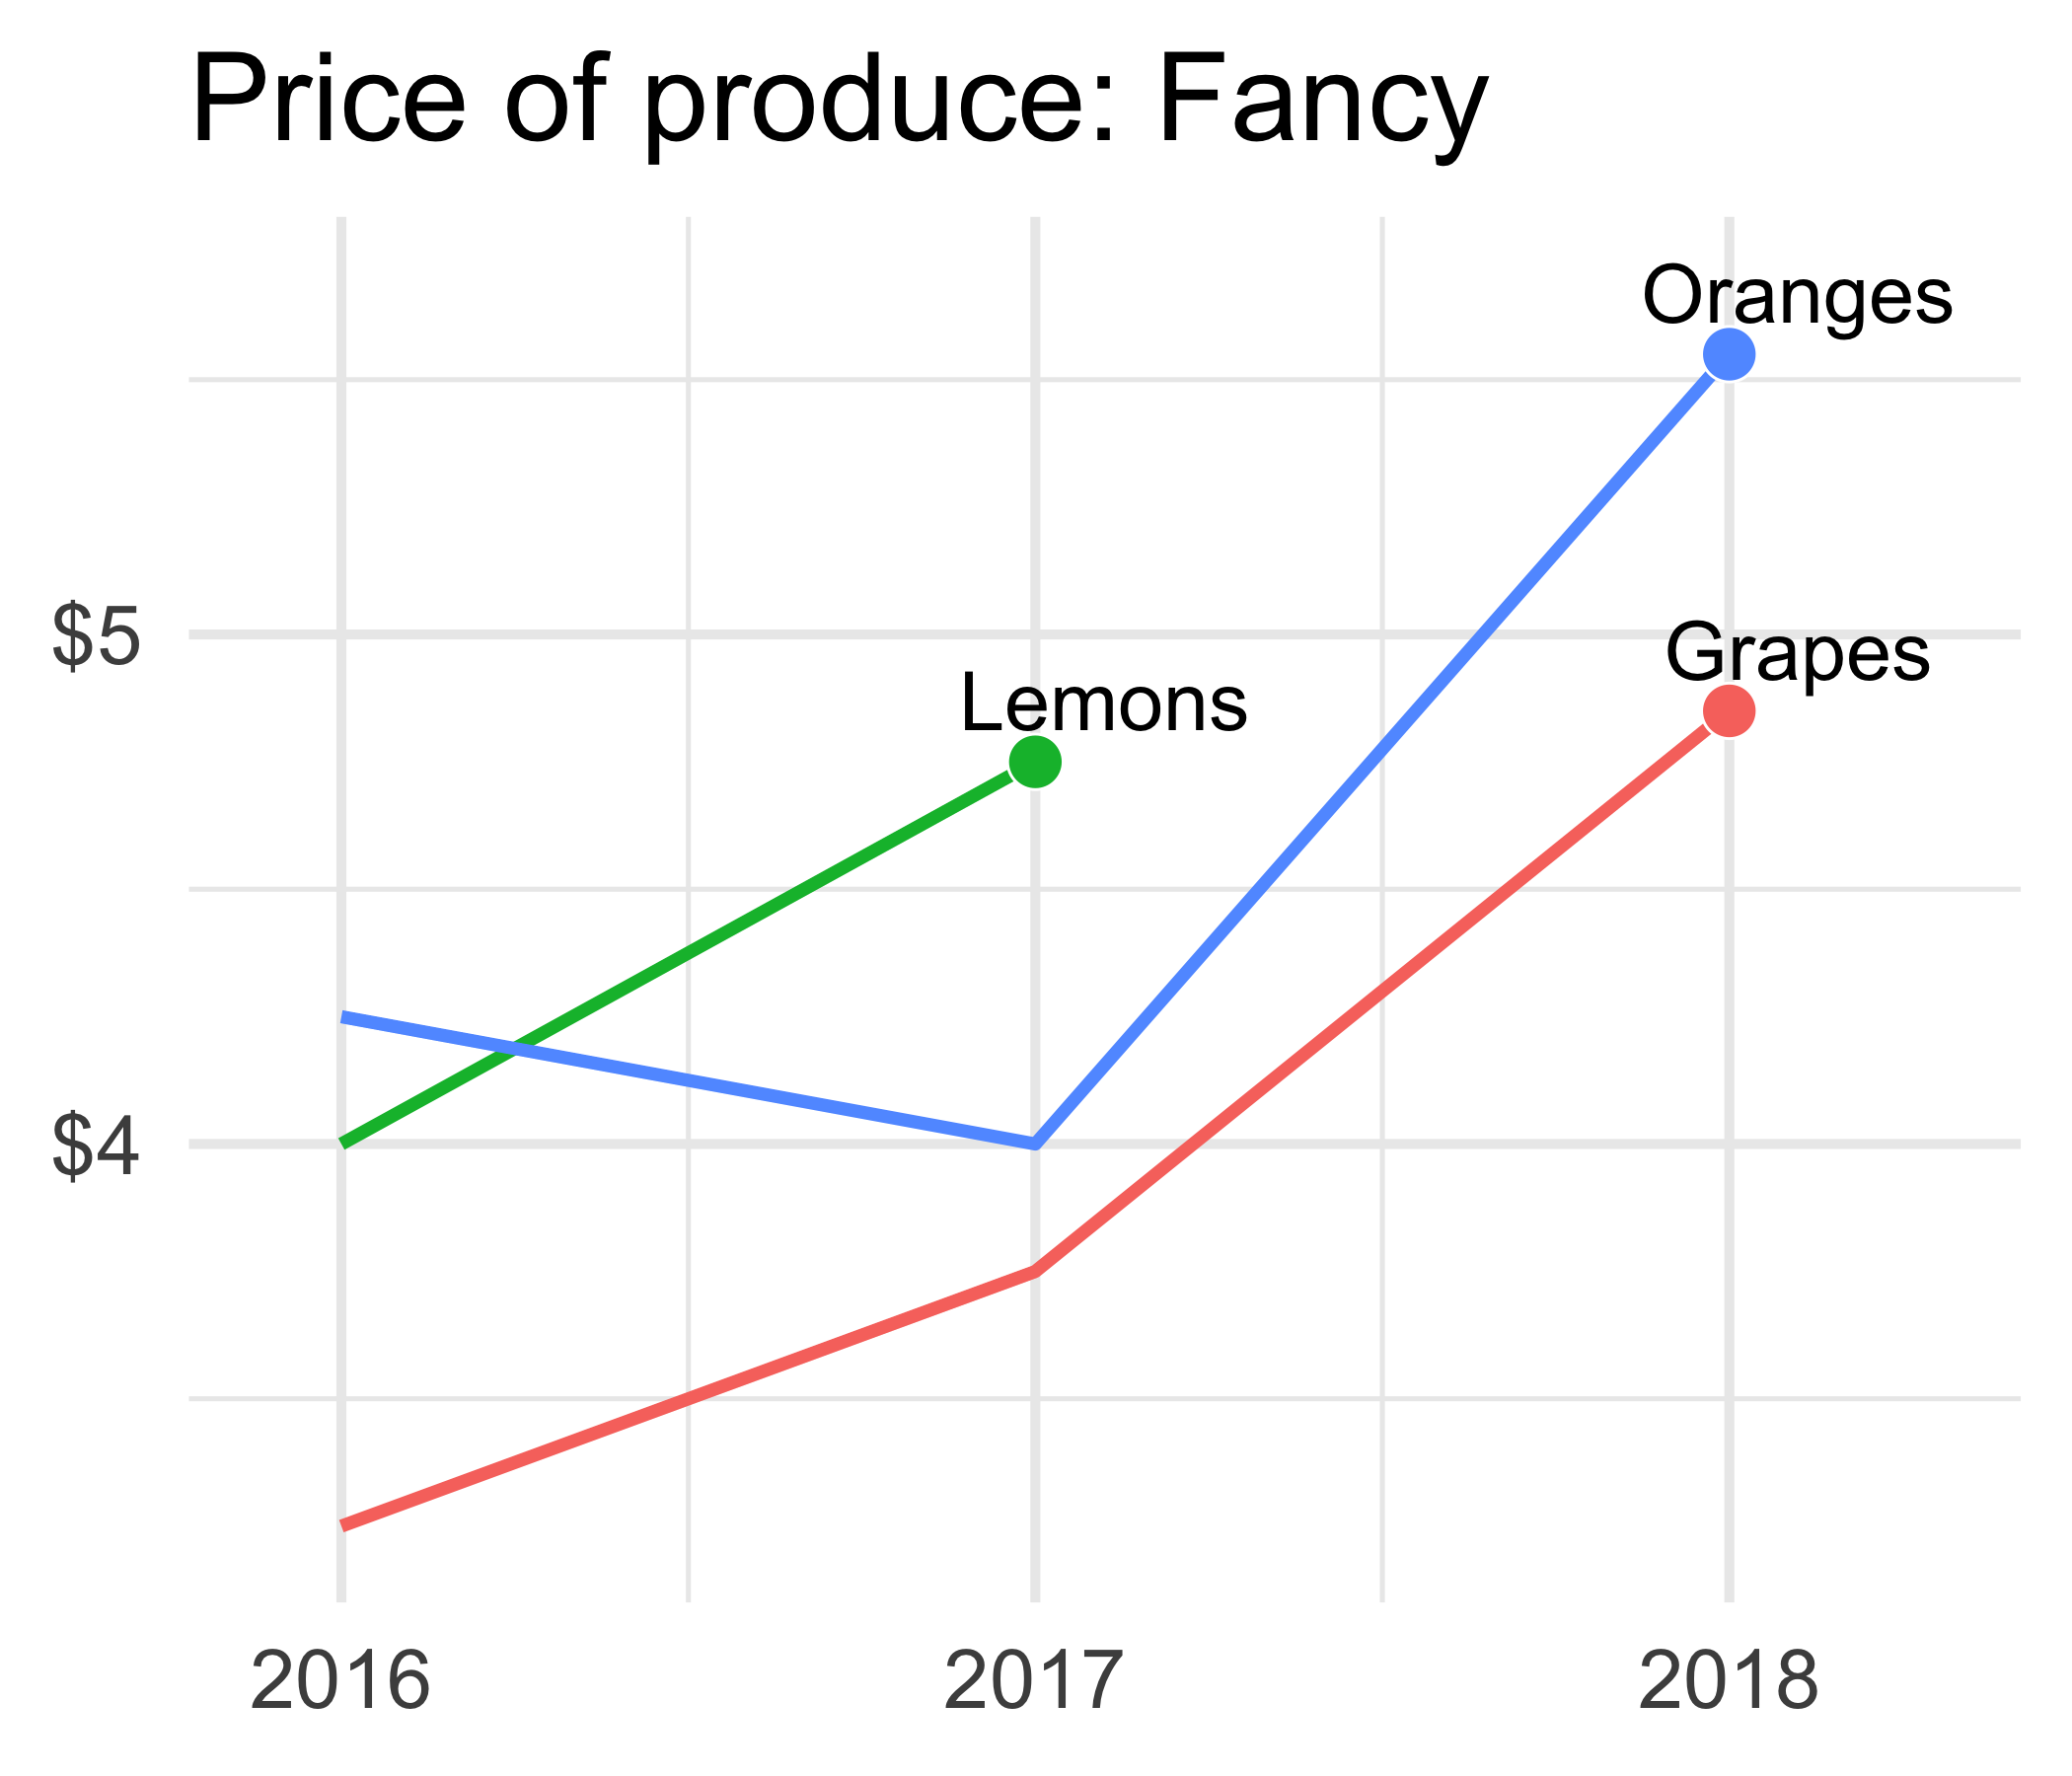 Price of produce: Fancy
Oranges
$5
Grapes
Lemons
$4
2016 2017 2018